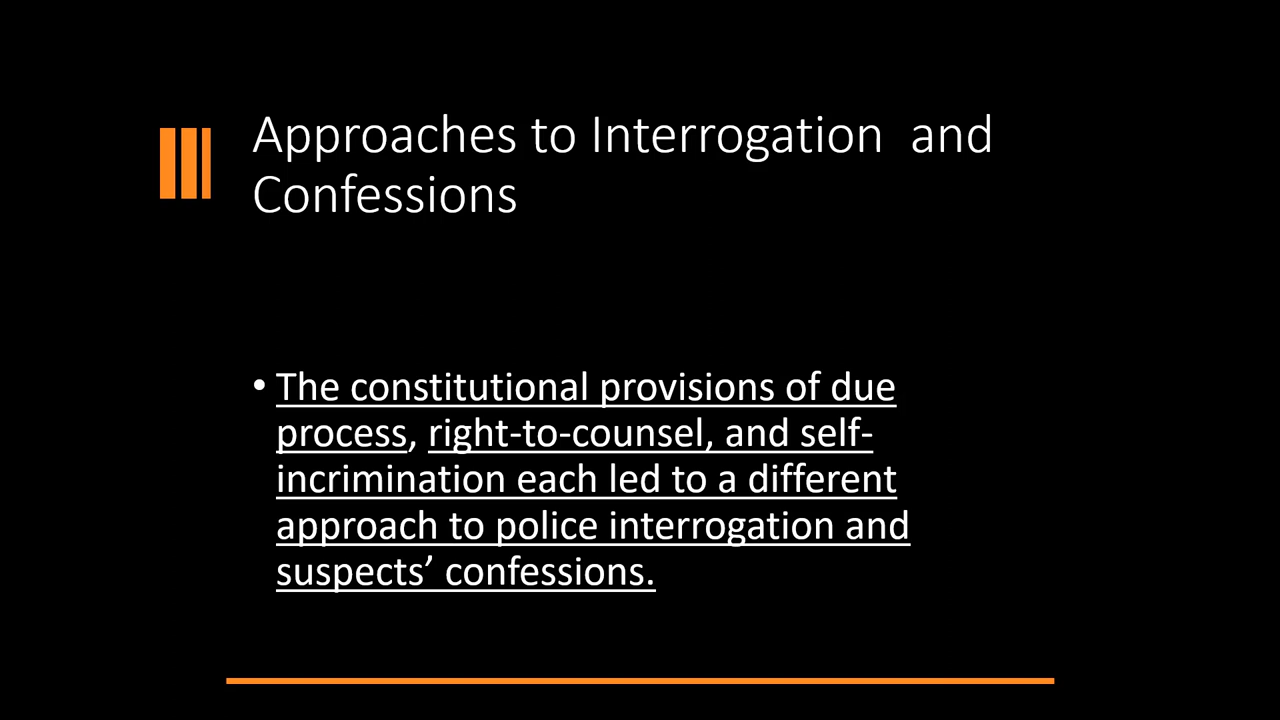 Approaches to Interrogation  and
Confessions
• The constitutional provisions of due
process, right-to-counsel, and self-
incrimination each led to a different
approach to police interrogation and
suspects’ confessions.